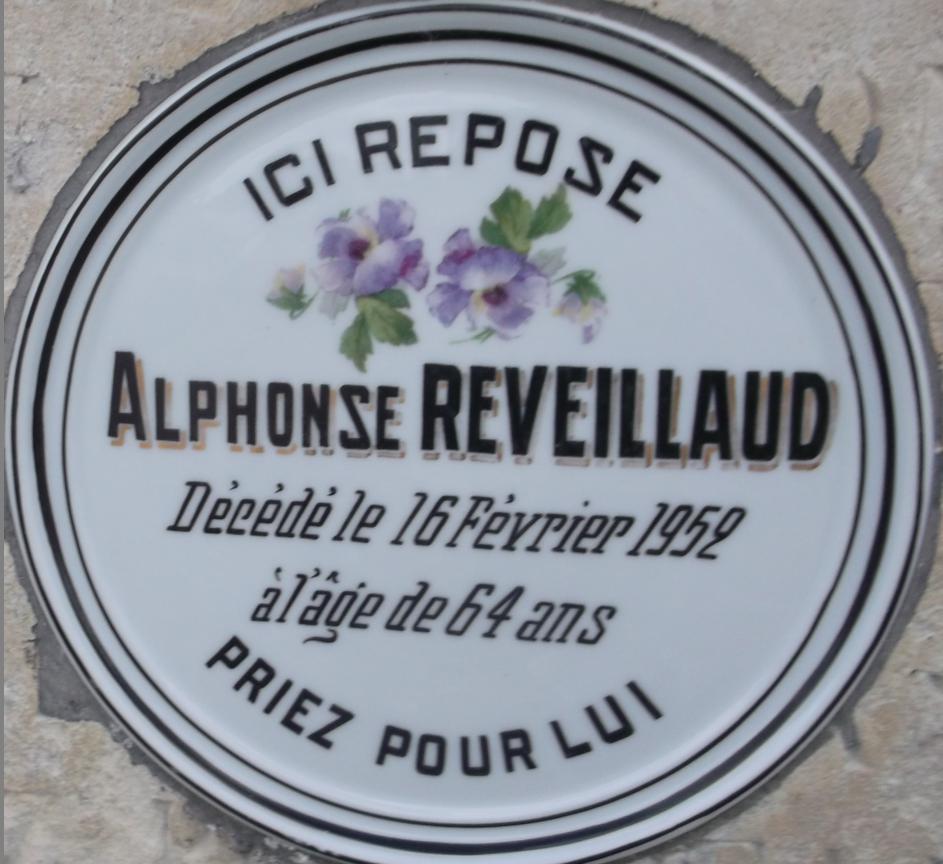 ICI REPOSE
ALPHONSE REVEILLAUD
Décédé le 16 Février 1952
à l'âge de 64 ans
PRIEZ POUR LUI